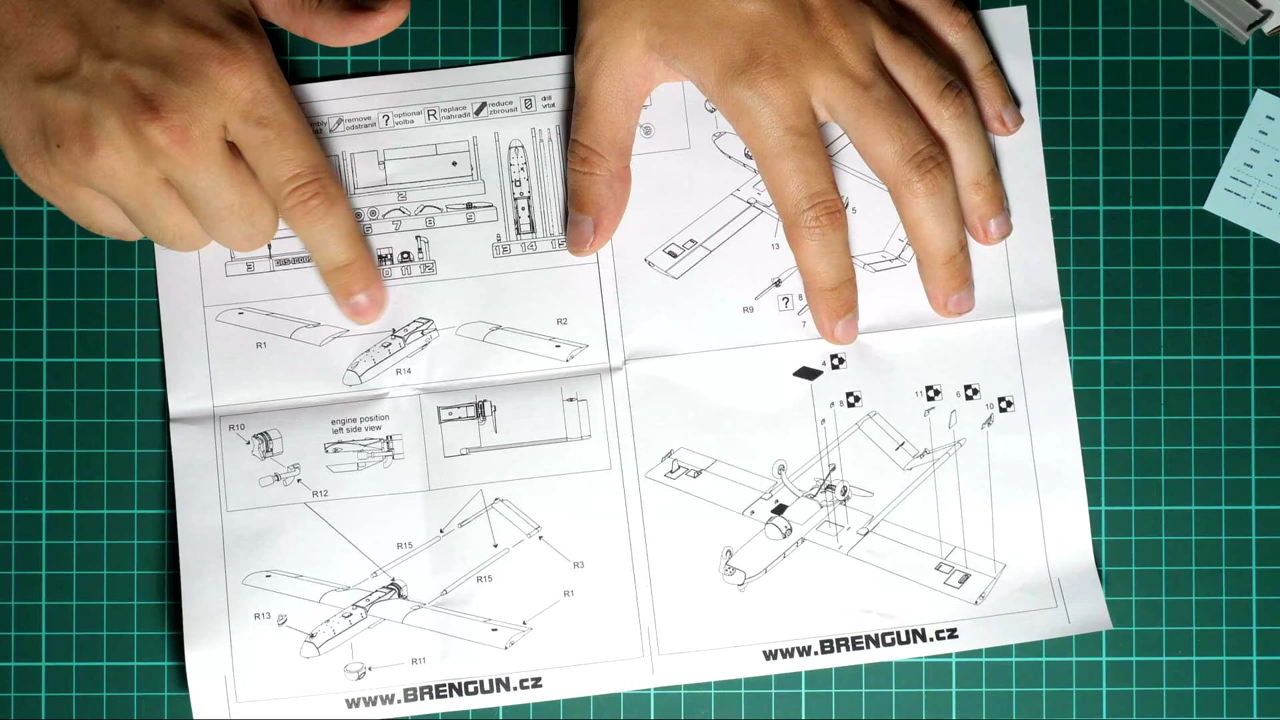 remove
odstranit
?
optional
volba
R
replace
nahradit
reduce
zbrousit
drill
vrtat
2
6
7
8
9
3
11
12
13
14
15
5
13
R9
?
8
7
R1
R2
R14
engine position
left side view
R10
R12
4
8
11
6
10
R15
R15
R3
R1
R13
R11
www.BRENGUN.cz
www.BRENGUN.cz